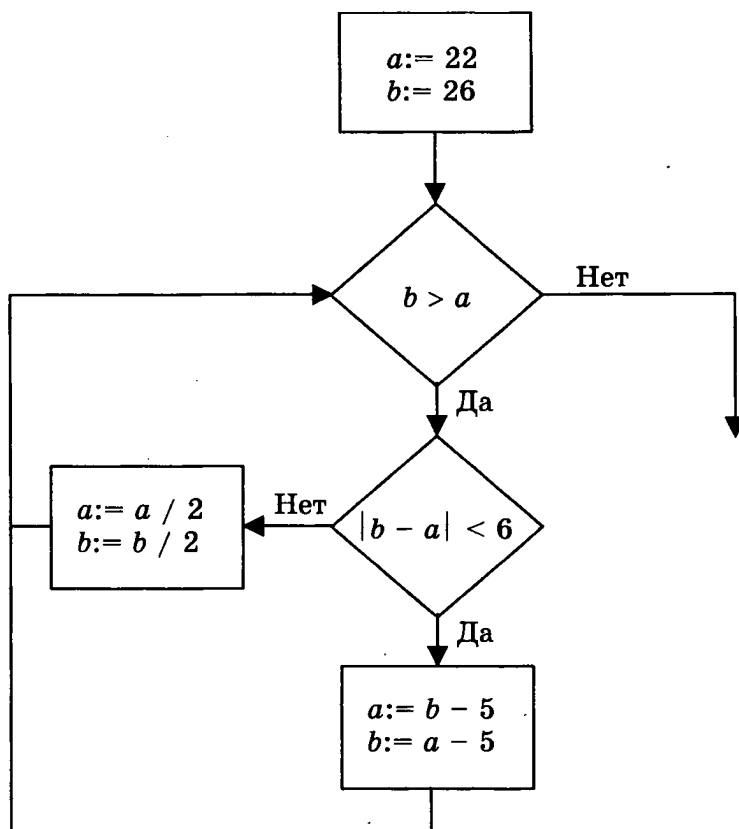 a:= 22
b:= 26
b > a
Нет
Да
a:= a / 2
b:= b / 2
Нет
|b – a| < 6
Да
a:= b – 5
b:= a – 5